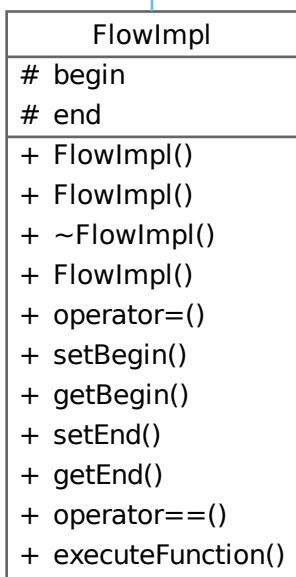 FlowImpl
# begin
# end
+ FlowImpl()
+ FlowImpl()
+ ~FlowImpl()
+ FlowImpl()
+ operator=()
+ setBegin()
+ getBegin()
+ setEnd()
+ getEnd()
+ operator==()
+ executeFunction()